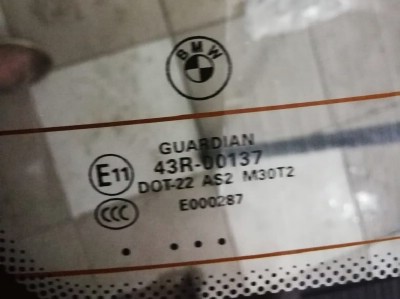 BMW
GUARDIAN
E11 43R-00137
DOT-22 AS2 M30T2
CCC E000287